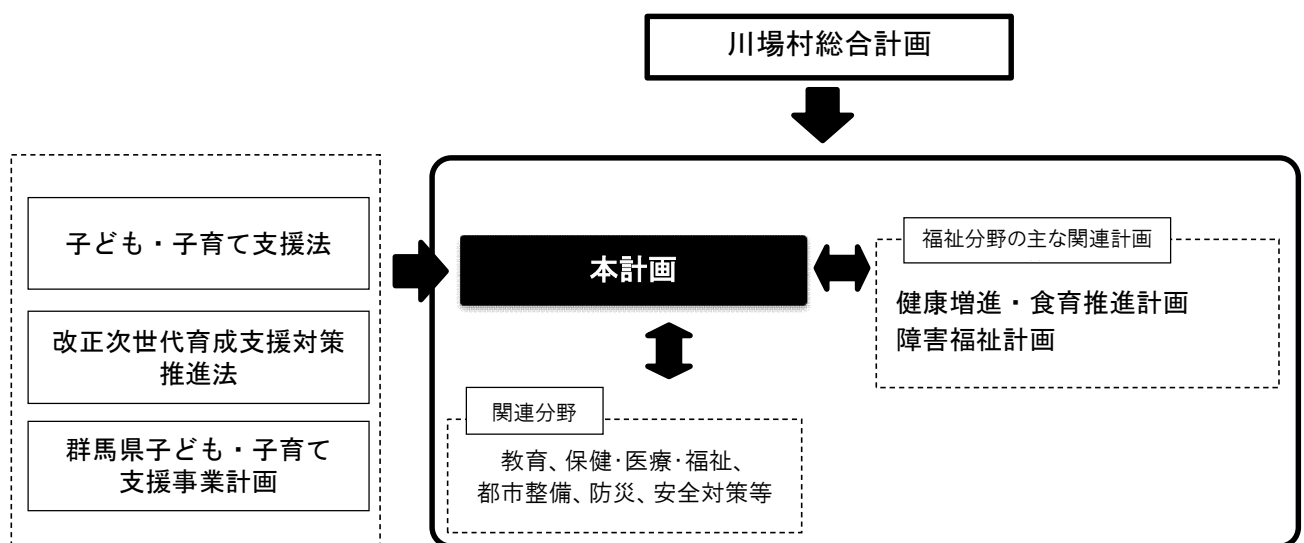 川場村総合計画
子ども・子育て支援法
改正次世代育成支援対策
推進法
群馬県子ども・子育て
支援事業計画
本計画
福祉分野の主な関連計画
健康増進・食育推進計画
障害福祉計画
関連分野
教育、保健・医療・福祉、
都市整備、防災、安全対策等